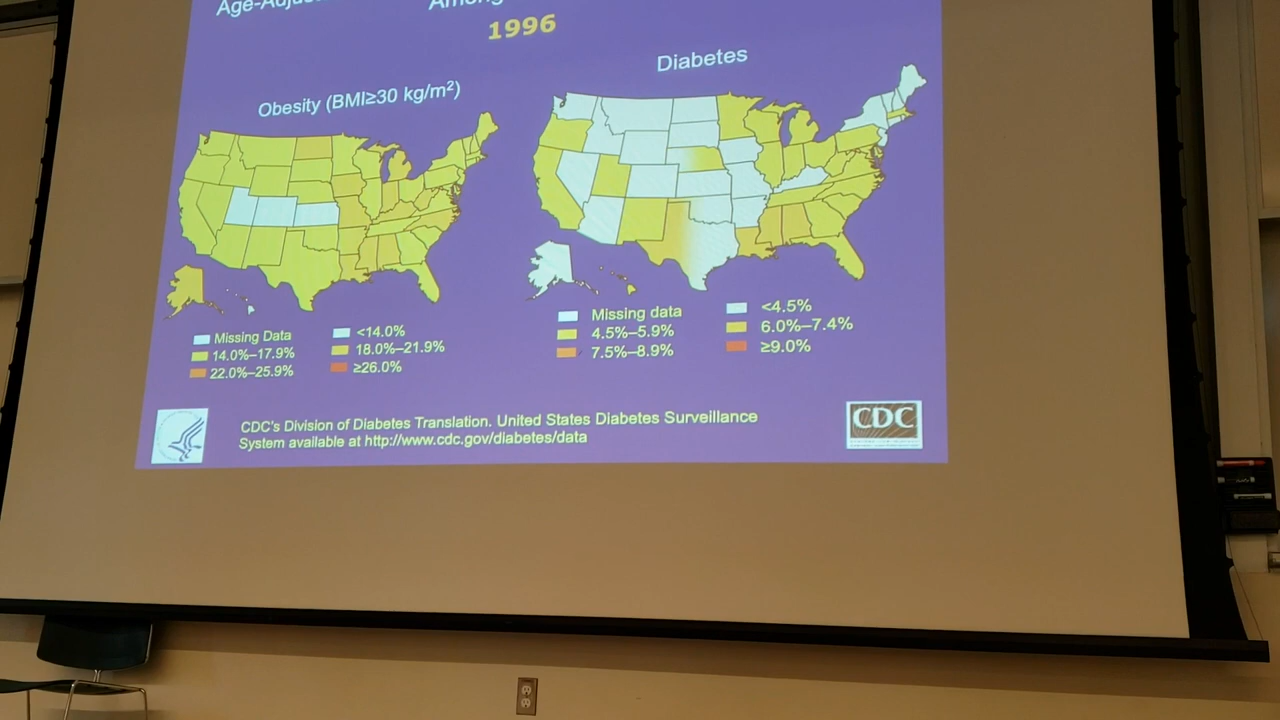 1996
Diabetes
Obesity (BMI≥30 kg/m²)
Missing Data <14.0%
14.0%–17.9% 18.0%–21.9%
22.0%–25.9% ≥26.0%
Missing data <4.5%
4.5%–5.9% 6.0%–7.4%
7.5%–8.9% ≥9.0%
CDC's Division of Diabetes Translation. United States Diabetes Surveillance
System available at http://www.cdc.gov/diabetes/data
CDC